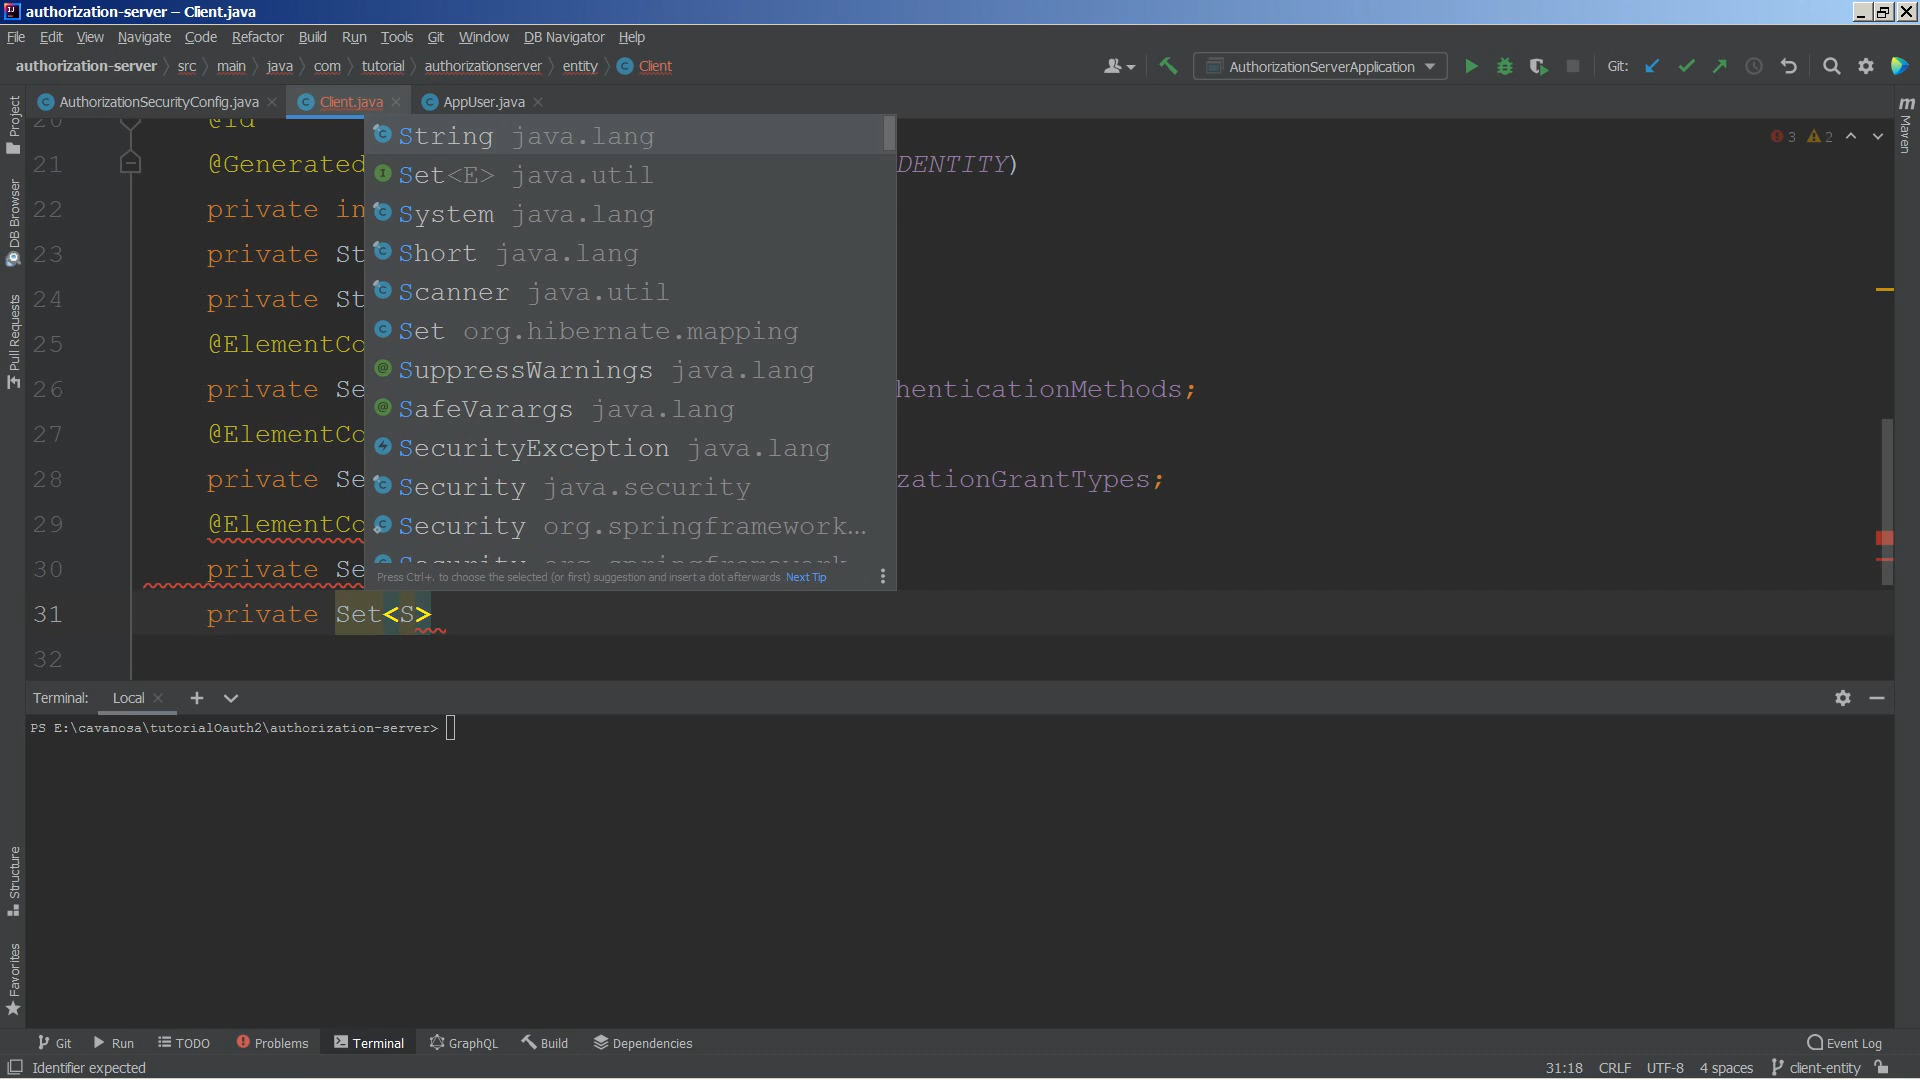 authorization-server – Client.java
File Edit View Navigate Code Refactor Build Run Tools Git Window DB Navigator Help
authorization-server src main java com tutorial authorizationserver entity Client
AuthorizationServerApplication
Git:
AuthorizationSecurityConfig.java Client.java AppUser.java
Project
DB Browser
Pull Requests
Structure
Favorites
Maven
3 2
20 @Id
21 @Generated DENTITY)
22 private in
23 private St
24 private St
25 @ElementCo
26 private Se henticationMethods;
27 @ElementCo
28 private Se zationGrantTypes;
29 @ElementCo
30 private Se
31 private Set<S>
32
String java.lang
Set<E> java.util
System java.lang
Short java.lang
Scanner java.util
Set org.hibernate.mapping
SuppressWarnings java.lang
SafeVarargs java.lang
SecurityException java.lang
Security java.security
Security org.springframework...
Press Ctrl+. to choose the selected (or first) suggestion and insert a dot afterwards Next Tip
Terminal: Local
PS E:\cavanosa\tutorialOauth2\authorization-server>
Git Run TODO Problems Terminal GraphQL Build Dependencies Event Log
Identifier expected 31:18 CRLF UTF-8 4 spaces client-entity